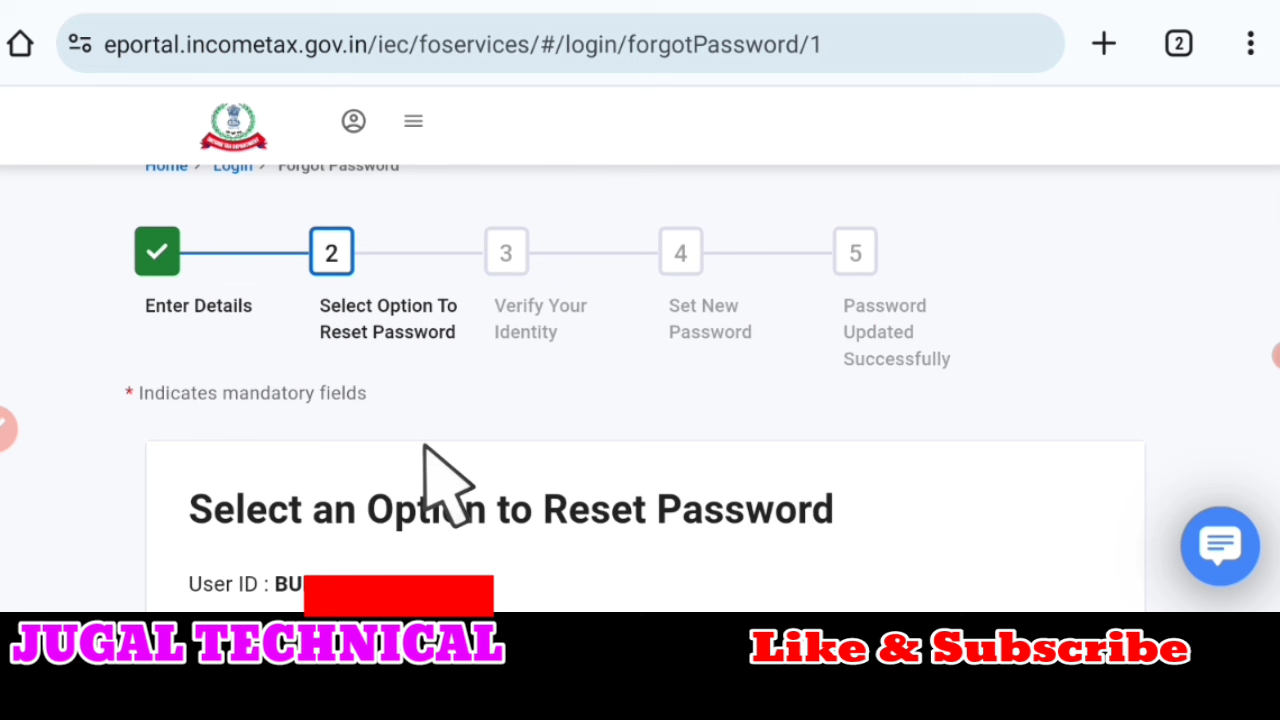 eportal.incometax.gov.in/iec/foservices/#/login/forgotPassword/1
2
Home > Login > Forgot Password
2
3
4
5
Enter Details
Select Option To
Reset Password
Verify Your
Identity
Set New
Password
Password
Updated
Successfully
* Indicates mandatory fields
Select an Option to Reset Password
User ID : BU
JUGAL TECHNICAL
Like & Subscribe